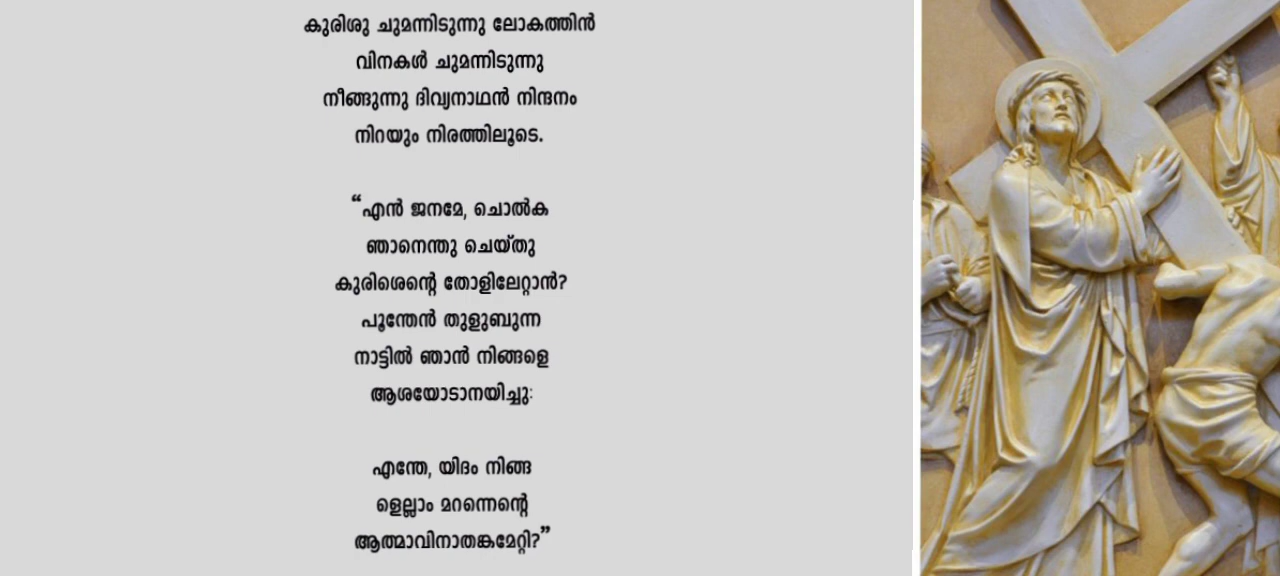 കുരിശു ചുമന്നിടുന്നു ലോകത്തിൻ
വിനകൾ ചുമന്നിടുന്നു
നീങ്ങുന്നു ദിവ്യനാഥൻ നിന്ദനം
നിറയും നിരത്തിലൂടെ.
“എൻ ജനമേ, ചൊൽക
ഞാനെന്തു ചെയ്തു
കുരിശെന്റെ തോളിലേറ്റാൻ?
പൂന്തേൻ തുളുബുന്ന
നാട്ടിൽ ഞാൻ നിങ്ങളെ
ആശയോടാനയിച്ചു:
എന്തേ, യിദം നിങ്ങ
ളെല്ലാം മറന്നെന്റെ
ആത്മാവിനാതങ്കമേറ്റി?”